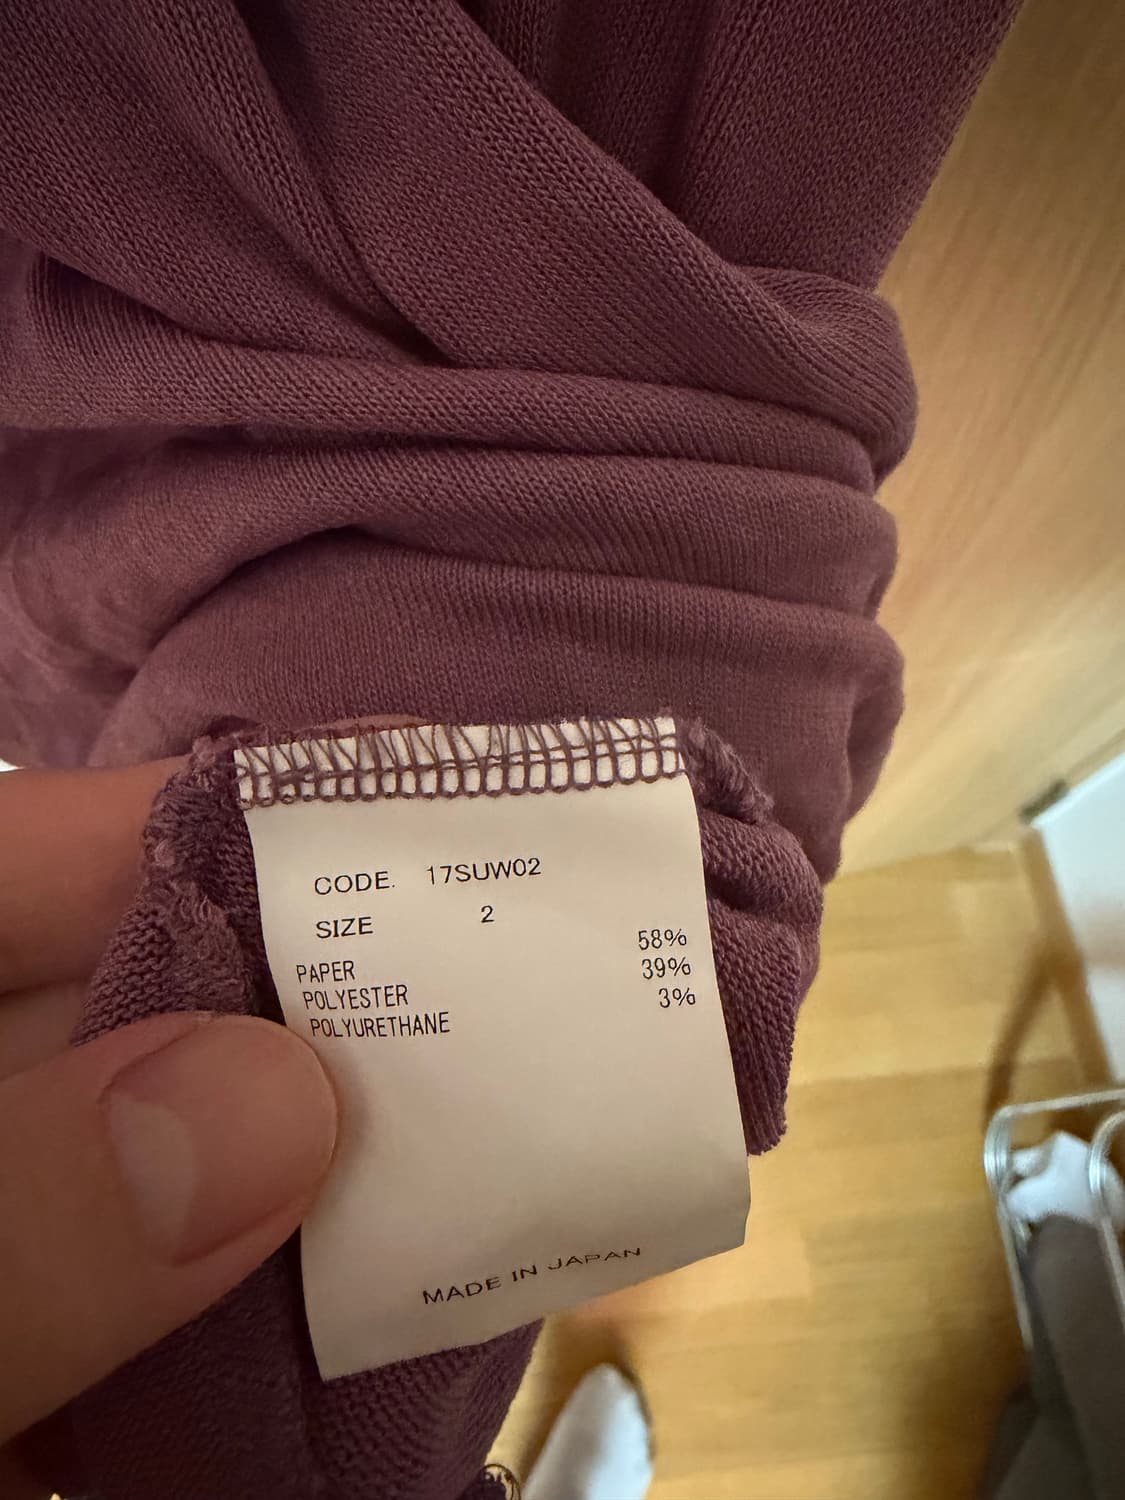 CODE. 17SUW02
SIZE 2
PAPER 58%
POLYESTER 39%
POLYURETHANE 3%
MADE IN JAPAN